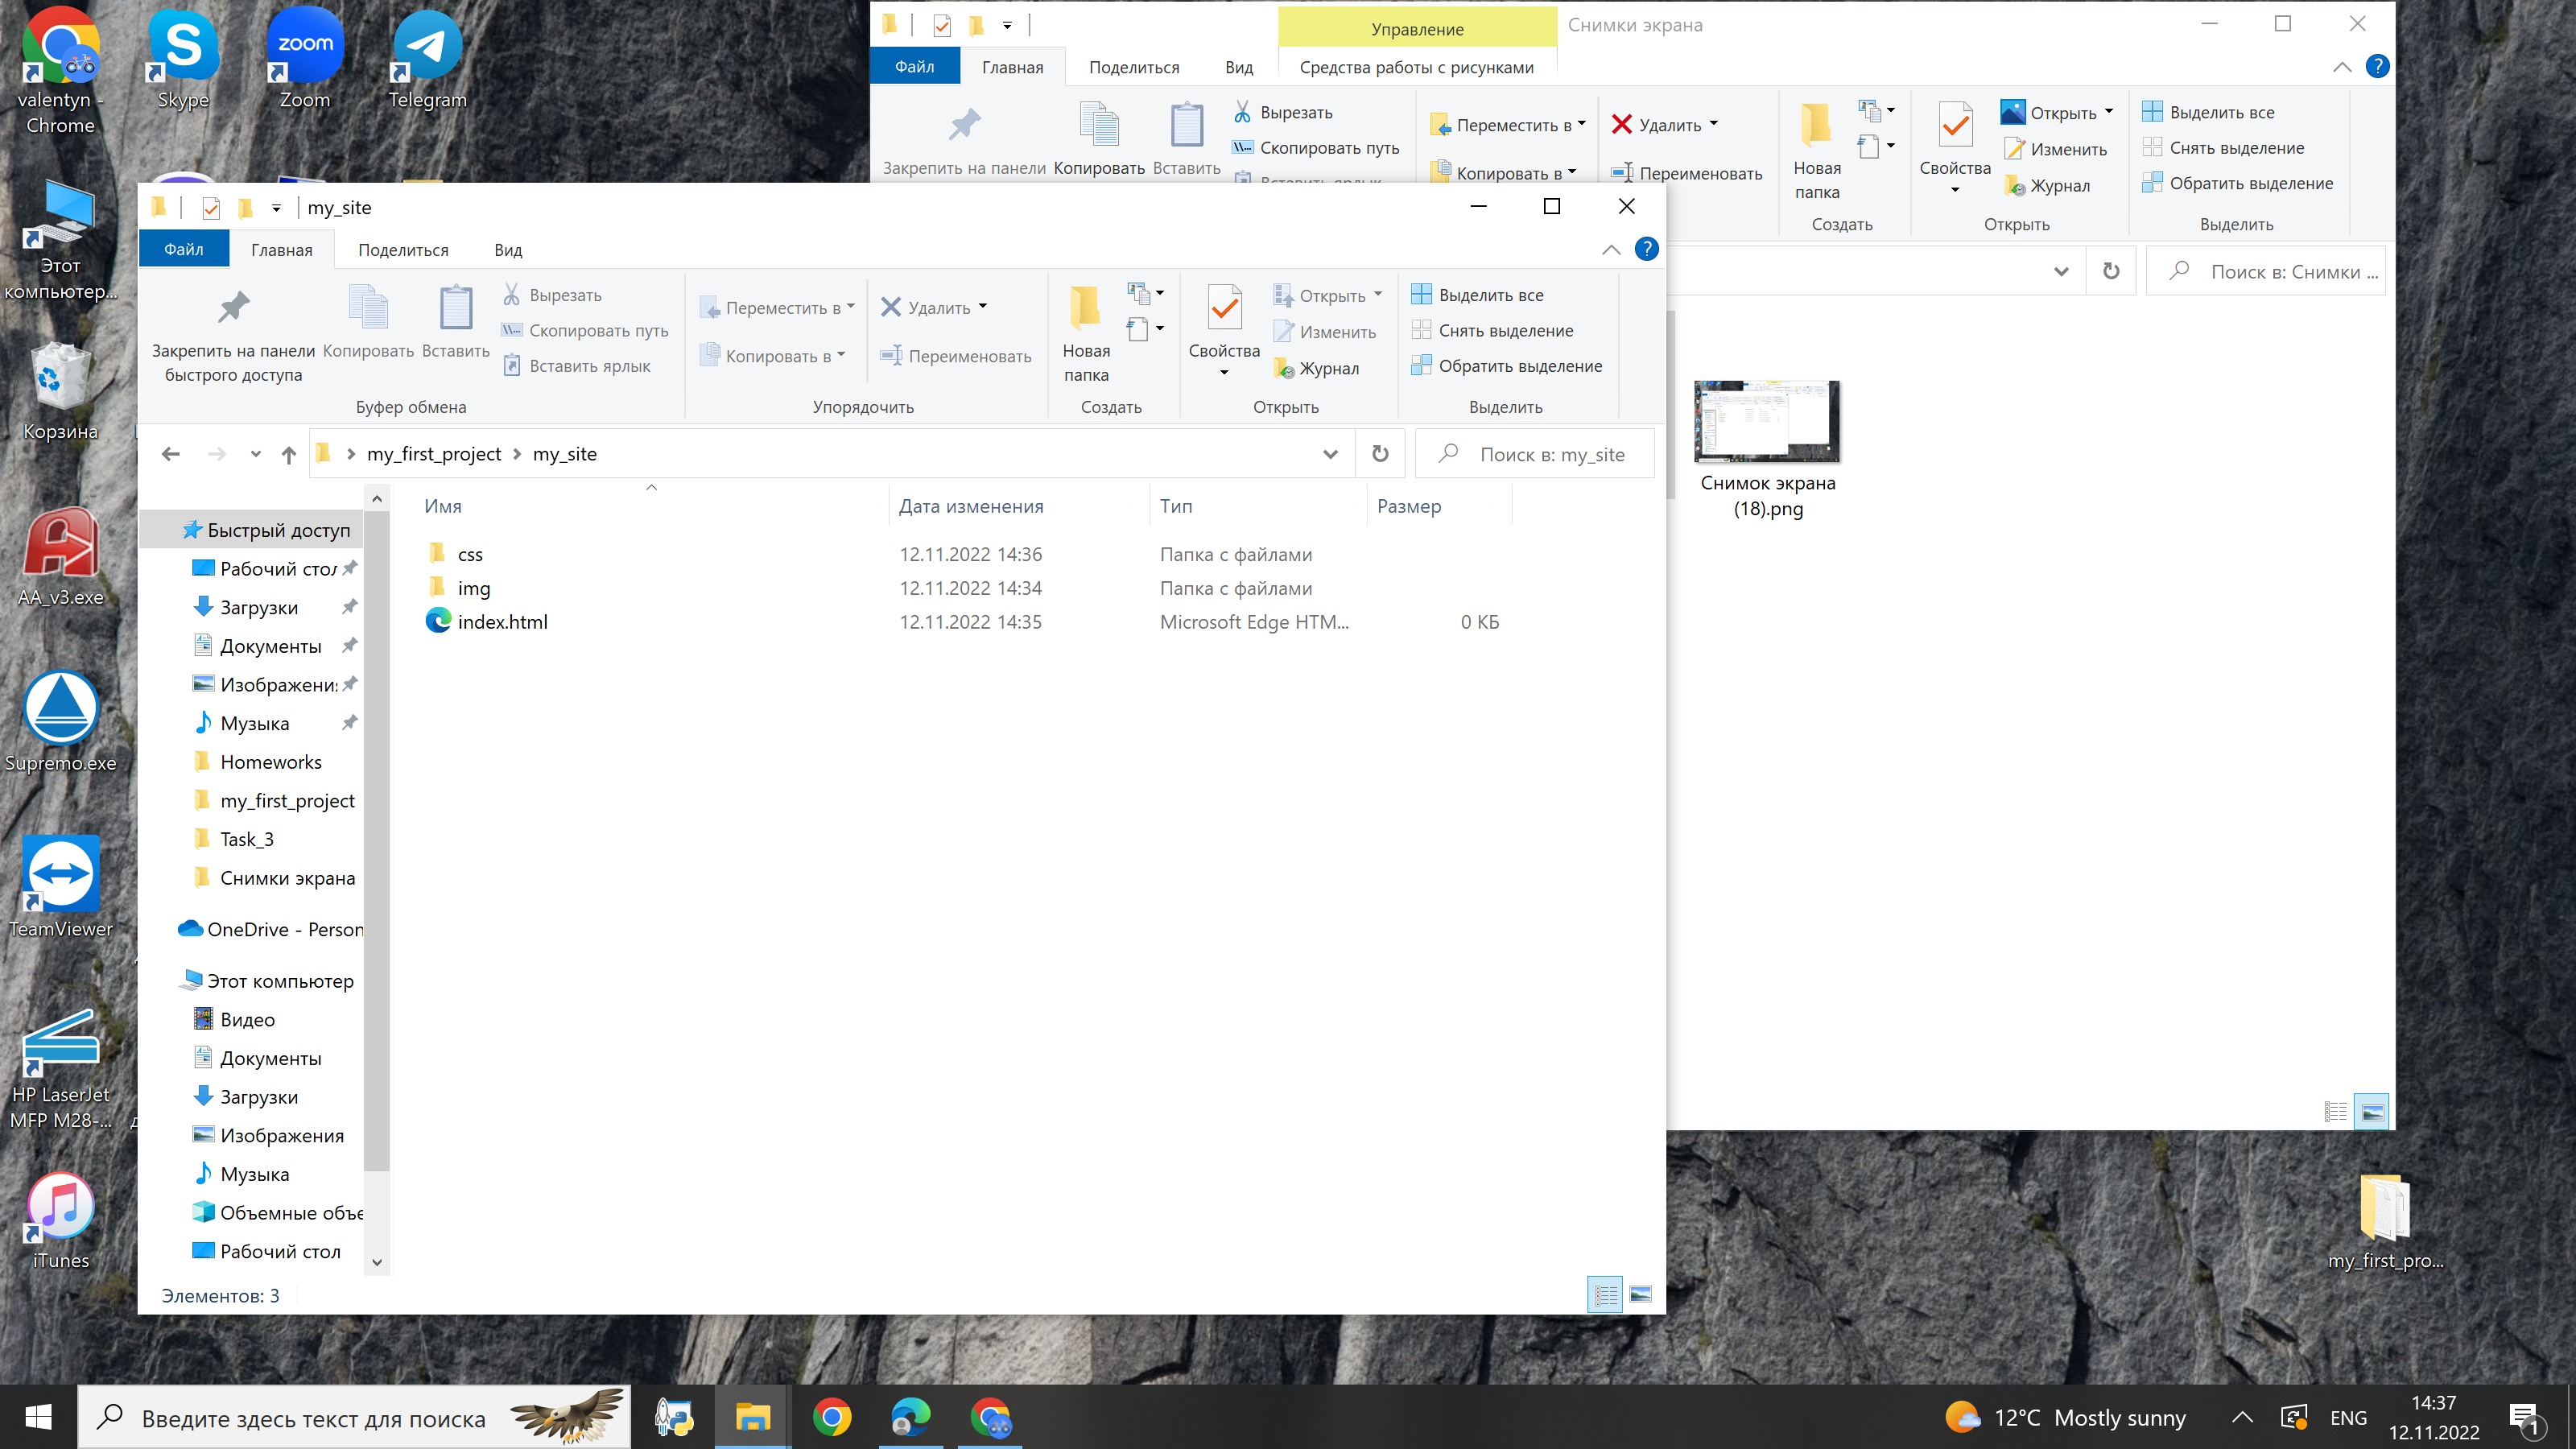 valentyn -
Chrome
Skype
Zoom
Telegram
Этот
компьютер...
Корзина
AA_v3.exe
Supremo.exe
TeamViewer
HP LaserJet
MFP M28-...
iTunes
Управление
Снимки экрана
Файл
Главная
Поделиться
Вид
Средства работы с рисунками
Закрепить на панели
Копировать
Вставить
Вырезать
Скопировать путь
Вставить ярлык
Переместить в
Копировать в
Удалить
Переименовать
Новая
папка
Создать
Свойства
Открыть
Изменить
Журнал
Открыть
Выделить все
Снять выделение
Обратить выделение
Выделить
Поиск в: Снимки ...
Снимок экрана
(18).png
my_site
Файл
Главная
Поделиться
Вид
Закрепить на панели
быстрого доступа
Копировать
Вставить
Вырезать
Скопировать путь
Вставить ярлык
Буфер обмена
Переместить в
Копировать в
Удалить
Переименовать
Упорядочить
Новая
папка
Создать
Свойства
Открыть
Изменить
Журнал
Открыть
Выделить все
Снять выделение
Обратить выделение
Выделить
my_first_project
my_site
Поиск в: my_site
Имя
Дата изменения
Тип
Размер
css
12.11.2022 14:36
Папка с файлами
img
12.11.2022 14:34
Папка с файлами
index.html
12.11.2022 14:35
Microsoft Edge HTM...
0 КБ
Быстрый доступ
Рабочий стол
Загрузки
Документы
Изображения
Музыка
Homeworks
my_first_project
Task_3
Снимки экрана
OneDrive - Person
Этот компьютер
Видео
Документы
Загрузки
Изображения
Музыка
Объемные объе
Рабочий стол
Элементов: 3
my_first_pro...
Введите здесь текст для поиска
12°C Mostly sunny
ENG
14:37
12.11.2022
1